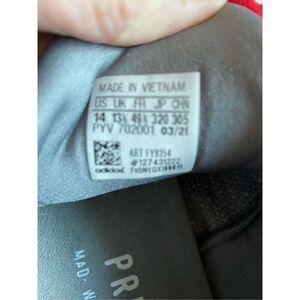 MADE IN VIETNAM
US UK FR JP CHN
14 13½ 49⅓ 320 305
PYV 702001 03/21
ART FY9354
#127431222
adidas
PR
MAD- W